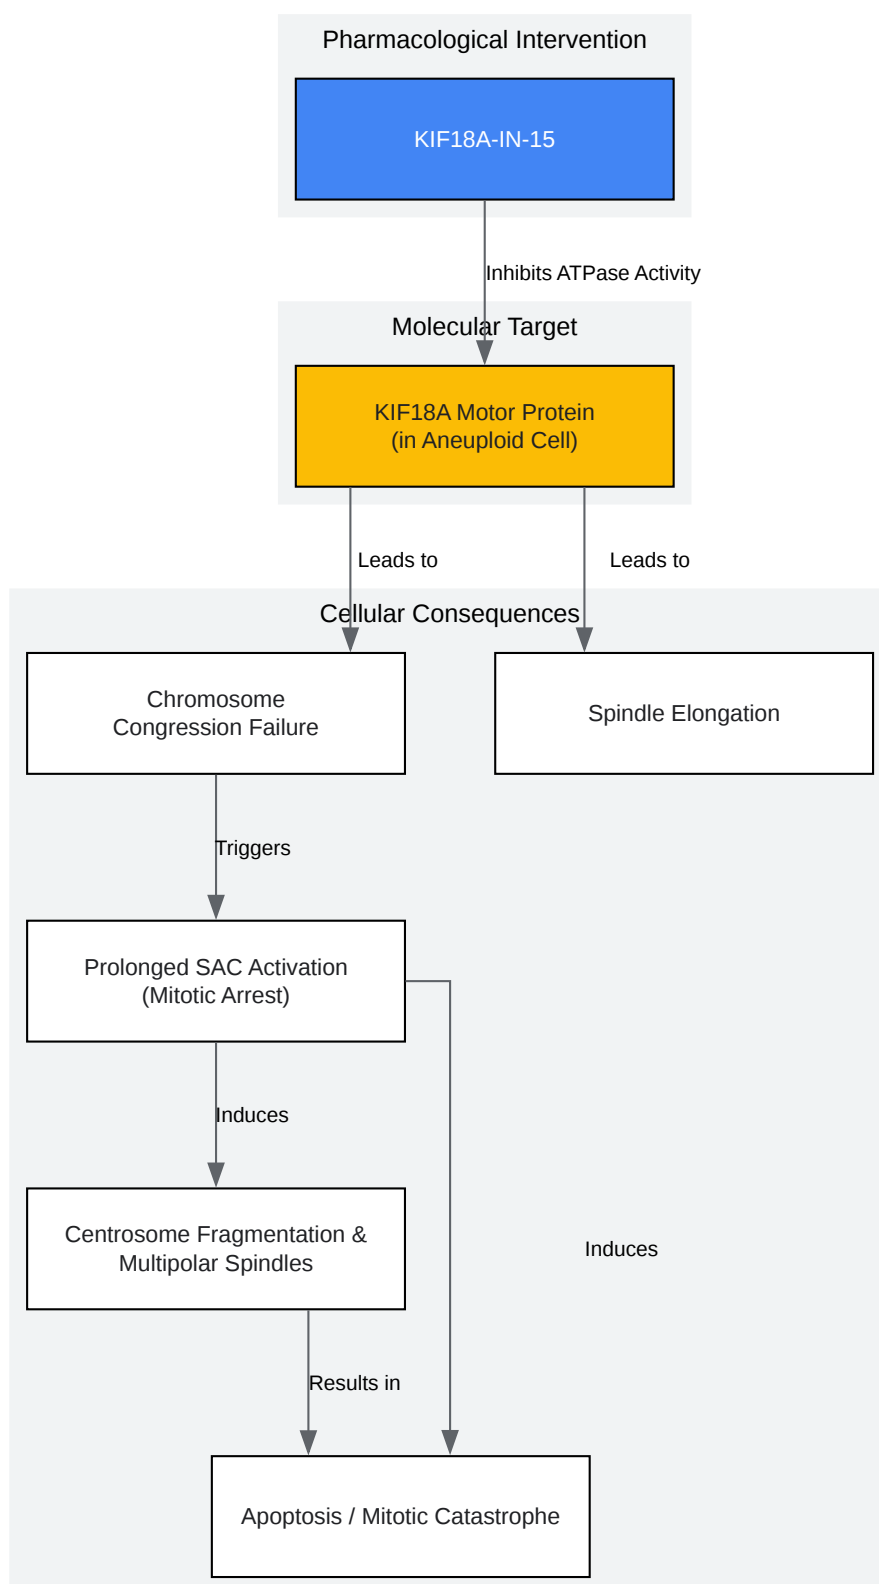 Pharmacological Intervention
KIF18A-IN-15
Inhibits ATPase Activity
Molecular Target
KIF18A Motor Protein
(in Aneuploid Cell)
Leads to
Leads to
Cellular Consequences
Chromosome
Congression Failure
Spindle Elongation
Triggers
Prolonged SAC Activation
(Mitotic Arrest)
Induces
Centrosome Fragmentation &
Multipolar Spindles
Induces
Results in
Apoptosis / Mitotic Catastrophe